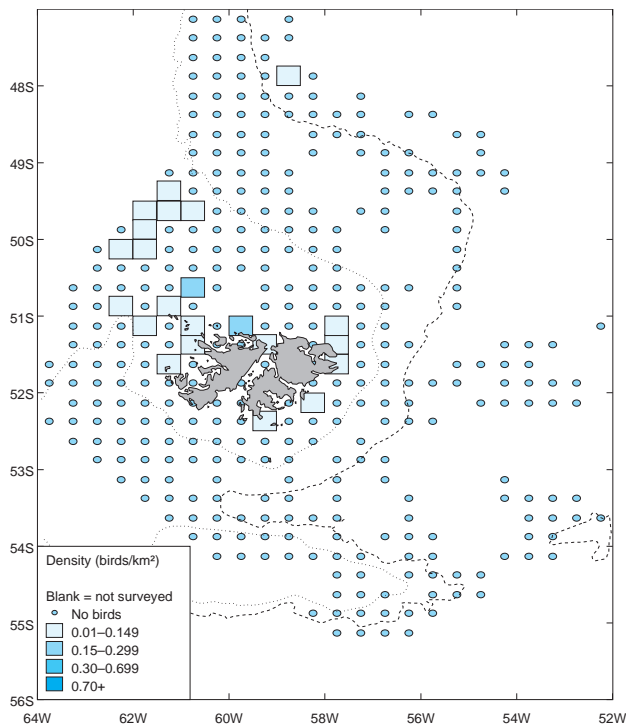 48S
49S
50S
51S
52S
53S
54S
55S
56S
Density (birds/km²)
Blank = not surveyed
No birds
0.01–0.149
0.15–0.299
0.30–0.699
0.70+
64W 62W 60W 58W 56W 54W 52W